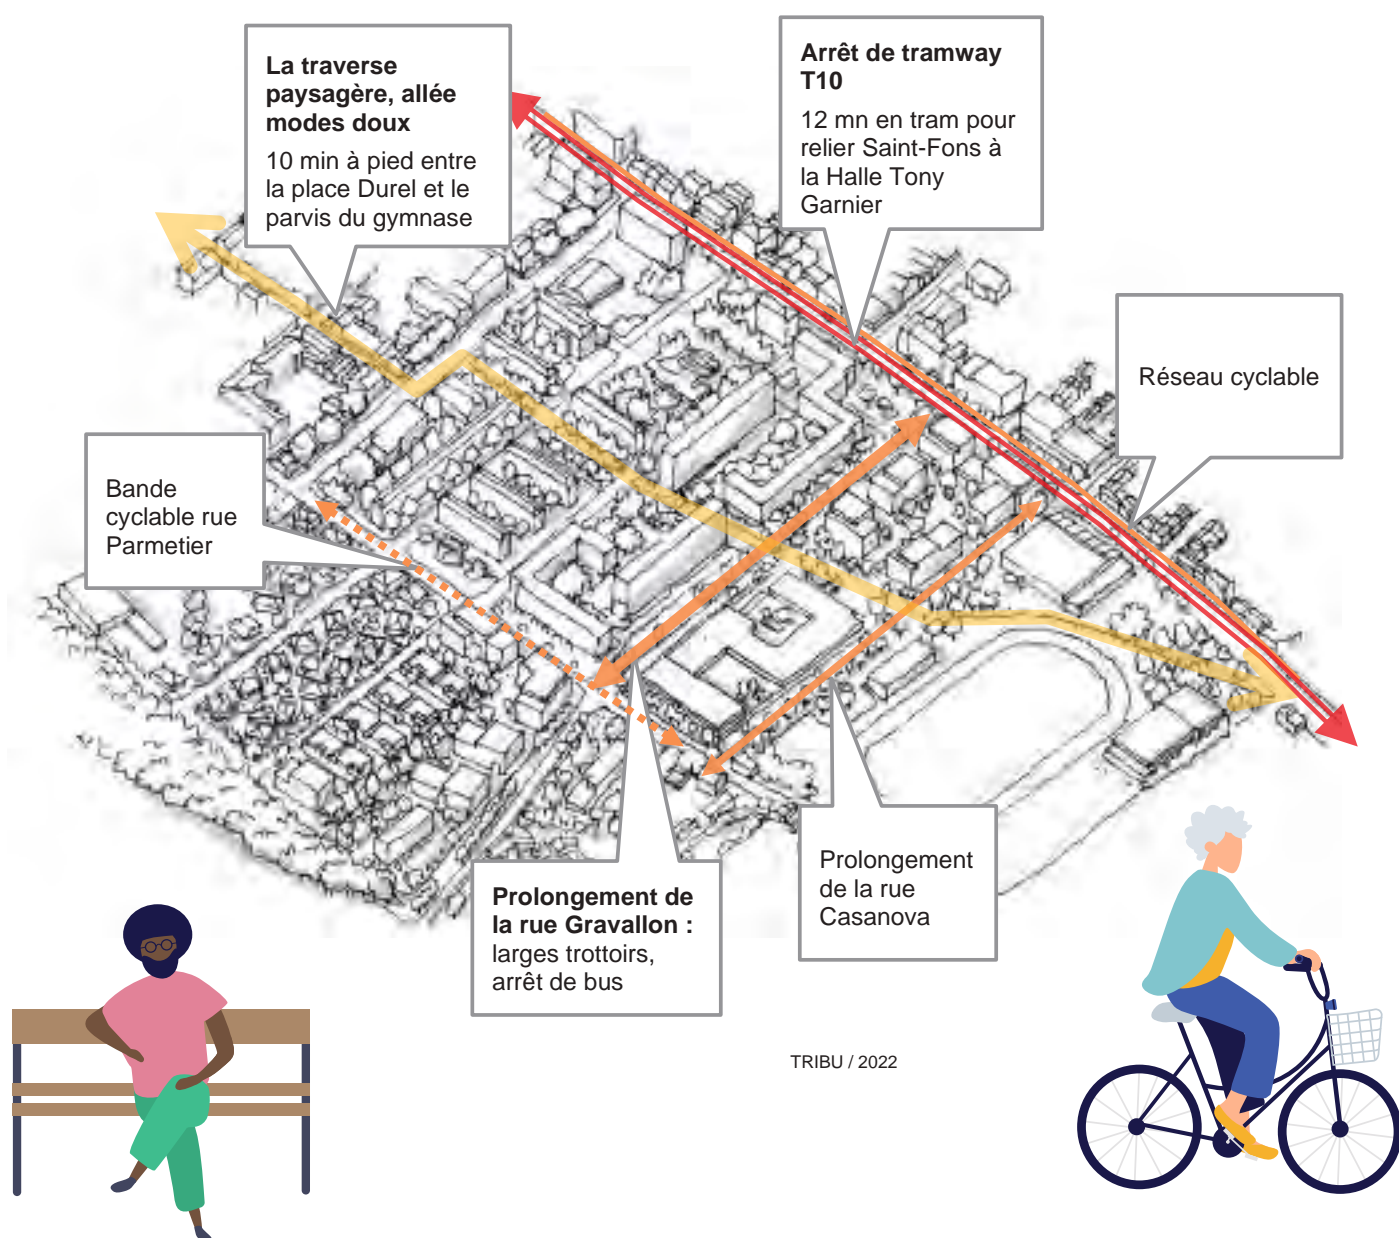 La traverse
paysagère, allée
modes doux
10 min à pied entre
la place Durel et le
parvis du gymnase
Arrêt de tramway
T10
12 mn en tram pour
relier Saint-Fons à
la Halle Tony
Garnier
Réseau cyclable
Bande
cyclable rue
Parmetier
Prolongement de
la rue Gravallon :
larges trottoirs,
arrêt de bus
Prolongement
de la rue
Casanova
TRIBU / 2022